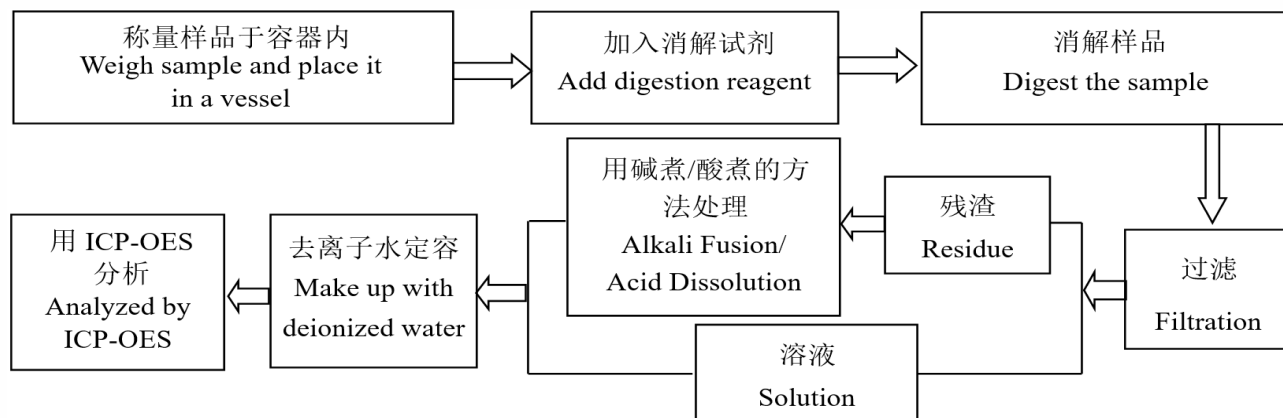 称量样品于容器内
Weigh sample and place it
in a vessel
加入消解试剂
Add digestion reagent
消解样品
Digest the sample
过滤
Filtration
残渣
Residue
用碱煮/酸煮的方
法处理
Alkali Fusion/
Acid Dissolution
溶液
Solution
去离子水定容
Make up with
deionized water
用 ICP-OES
分析
Analyzed by
ICP-OES